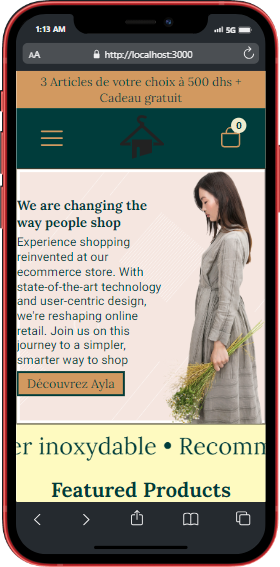 1:13 AM
5G
AA
http://localhost:3000
3 Articles de votre choix à 500 dhs +
Cadeau gratuit
0
We are changing the
way people shop
Experience shopping
reinvented at our
ecommerce store. With
state-of-the-art technology
and user-centric design,
we're reshaping online
retail. Join us on this
journey to a simpler,
smarter way to shop
Découvrez Ayla
er inoxydable • Recomm
Featured Products